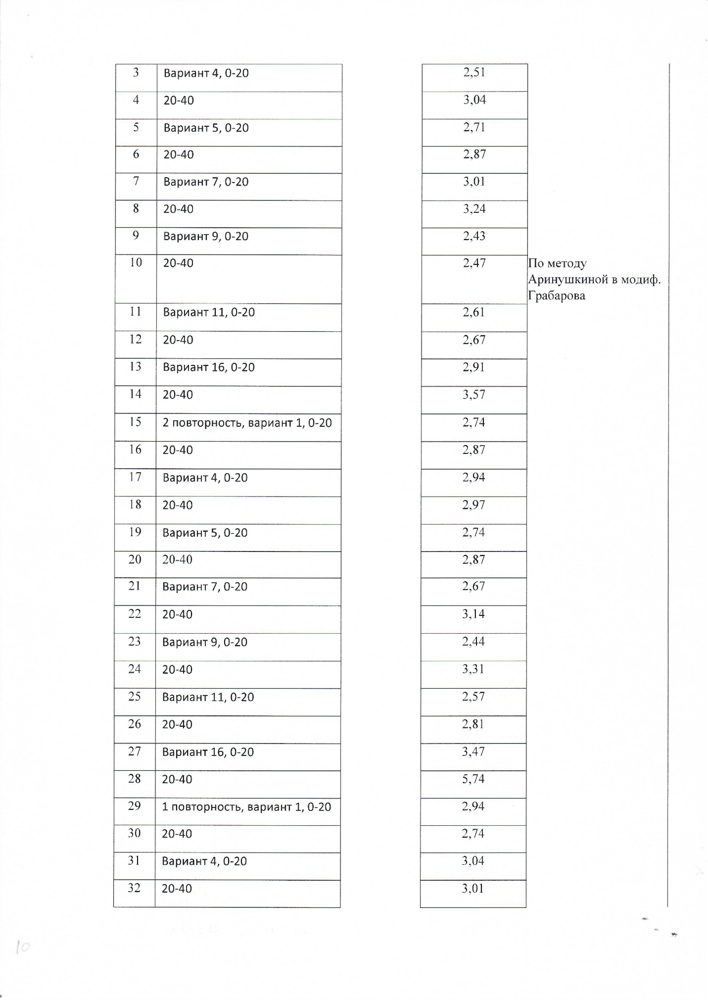 3 Вариант 4, 0-20 2,51
4 20-40 3,04
5 Вариант 5, 0-20 2,71
6 20-40 2,87
7 Вариант 7, 0-20 3,01
8 20-40 3,24
9 Вариант 9, 0-20 2,43
10 20-40 2,47 По методу
Аринушкиной в модиф.
Грабарова
11 Вариант 11, 0-20 2,61
12 20-40 2,67
13 Вариант 16, 0-20 2,91
14 20-40 3,57
15 2 повторность, вариант 1, 0-20 2,74
16 20-40 2,87
17 Вариант 4, 0-20 2,94
18 20-40 2,97
19 Вариант 5, 0-20 2,74
20 20-40 2,87
21 Вариант 7, 0-20 2,67
22 20-40 3,14
23 Вариант 9, 0-20 2,44
24 20-40 3,31
25 Вариант 11, 0-20 2,57
26 20-40 2,81
27 Вариант 16, 0-20 3,47
28 20-40 5,74
29 1 повторность, вариант 1, 0-20 2,94
30 20-40 2,74
31 Вариант 4, 0-20 3,04
32 20-40 3,01
10